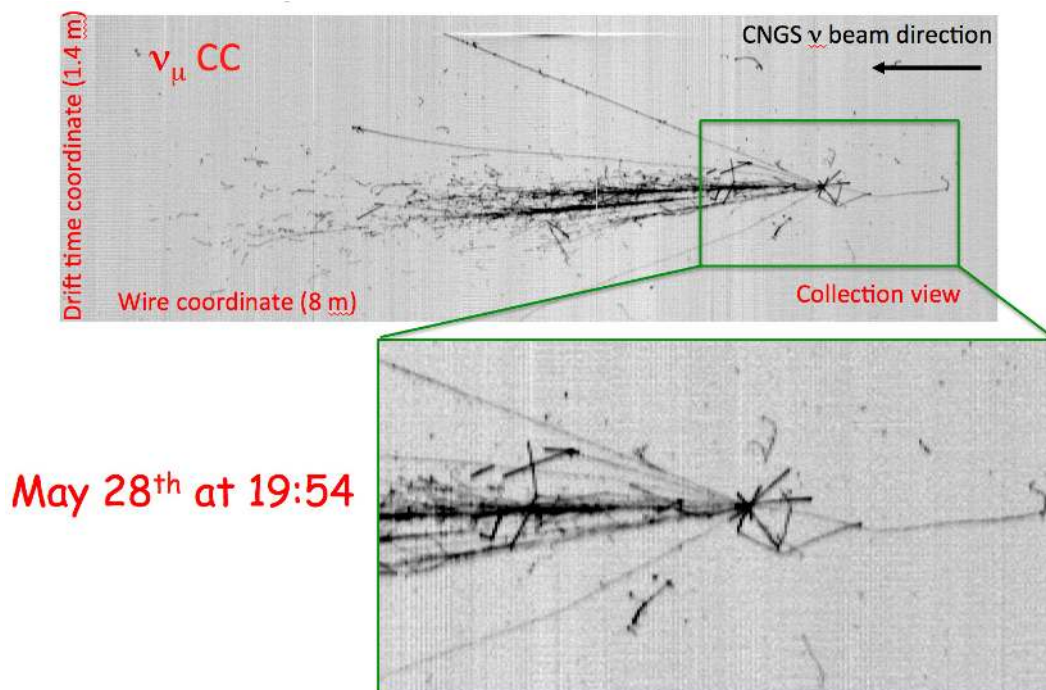 Drift time coordinate (1.4 m)
νμ CC
CNGS ν beam direction
Wire coordinate (8 m)
Collection view
May 28th at 19:54